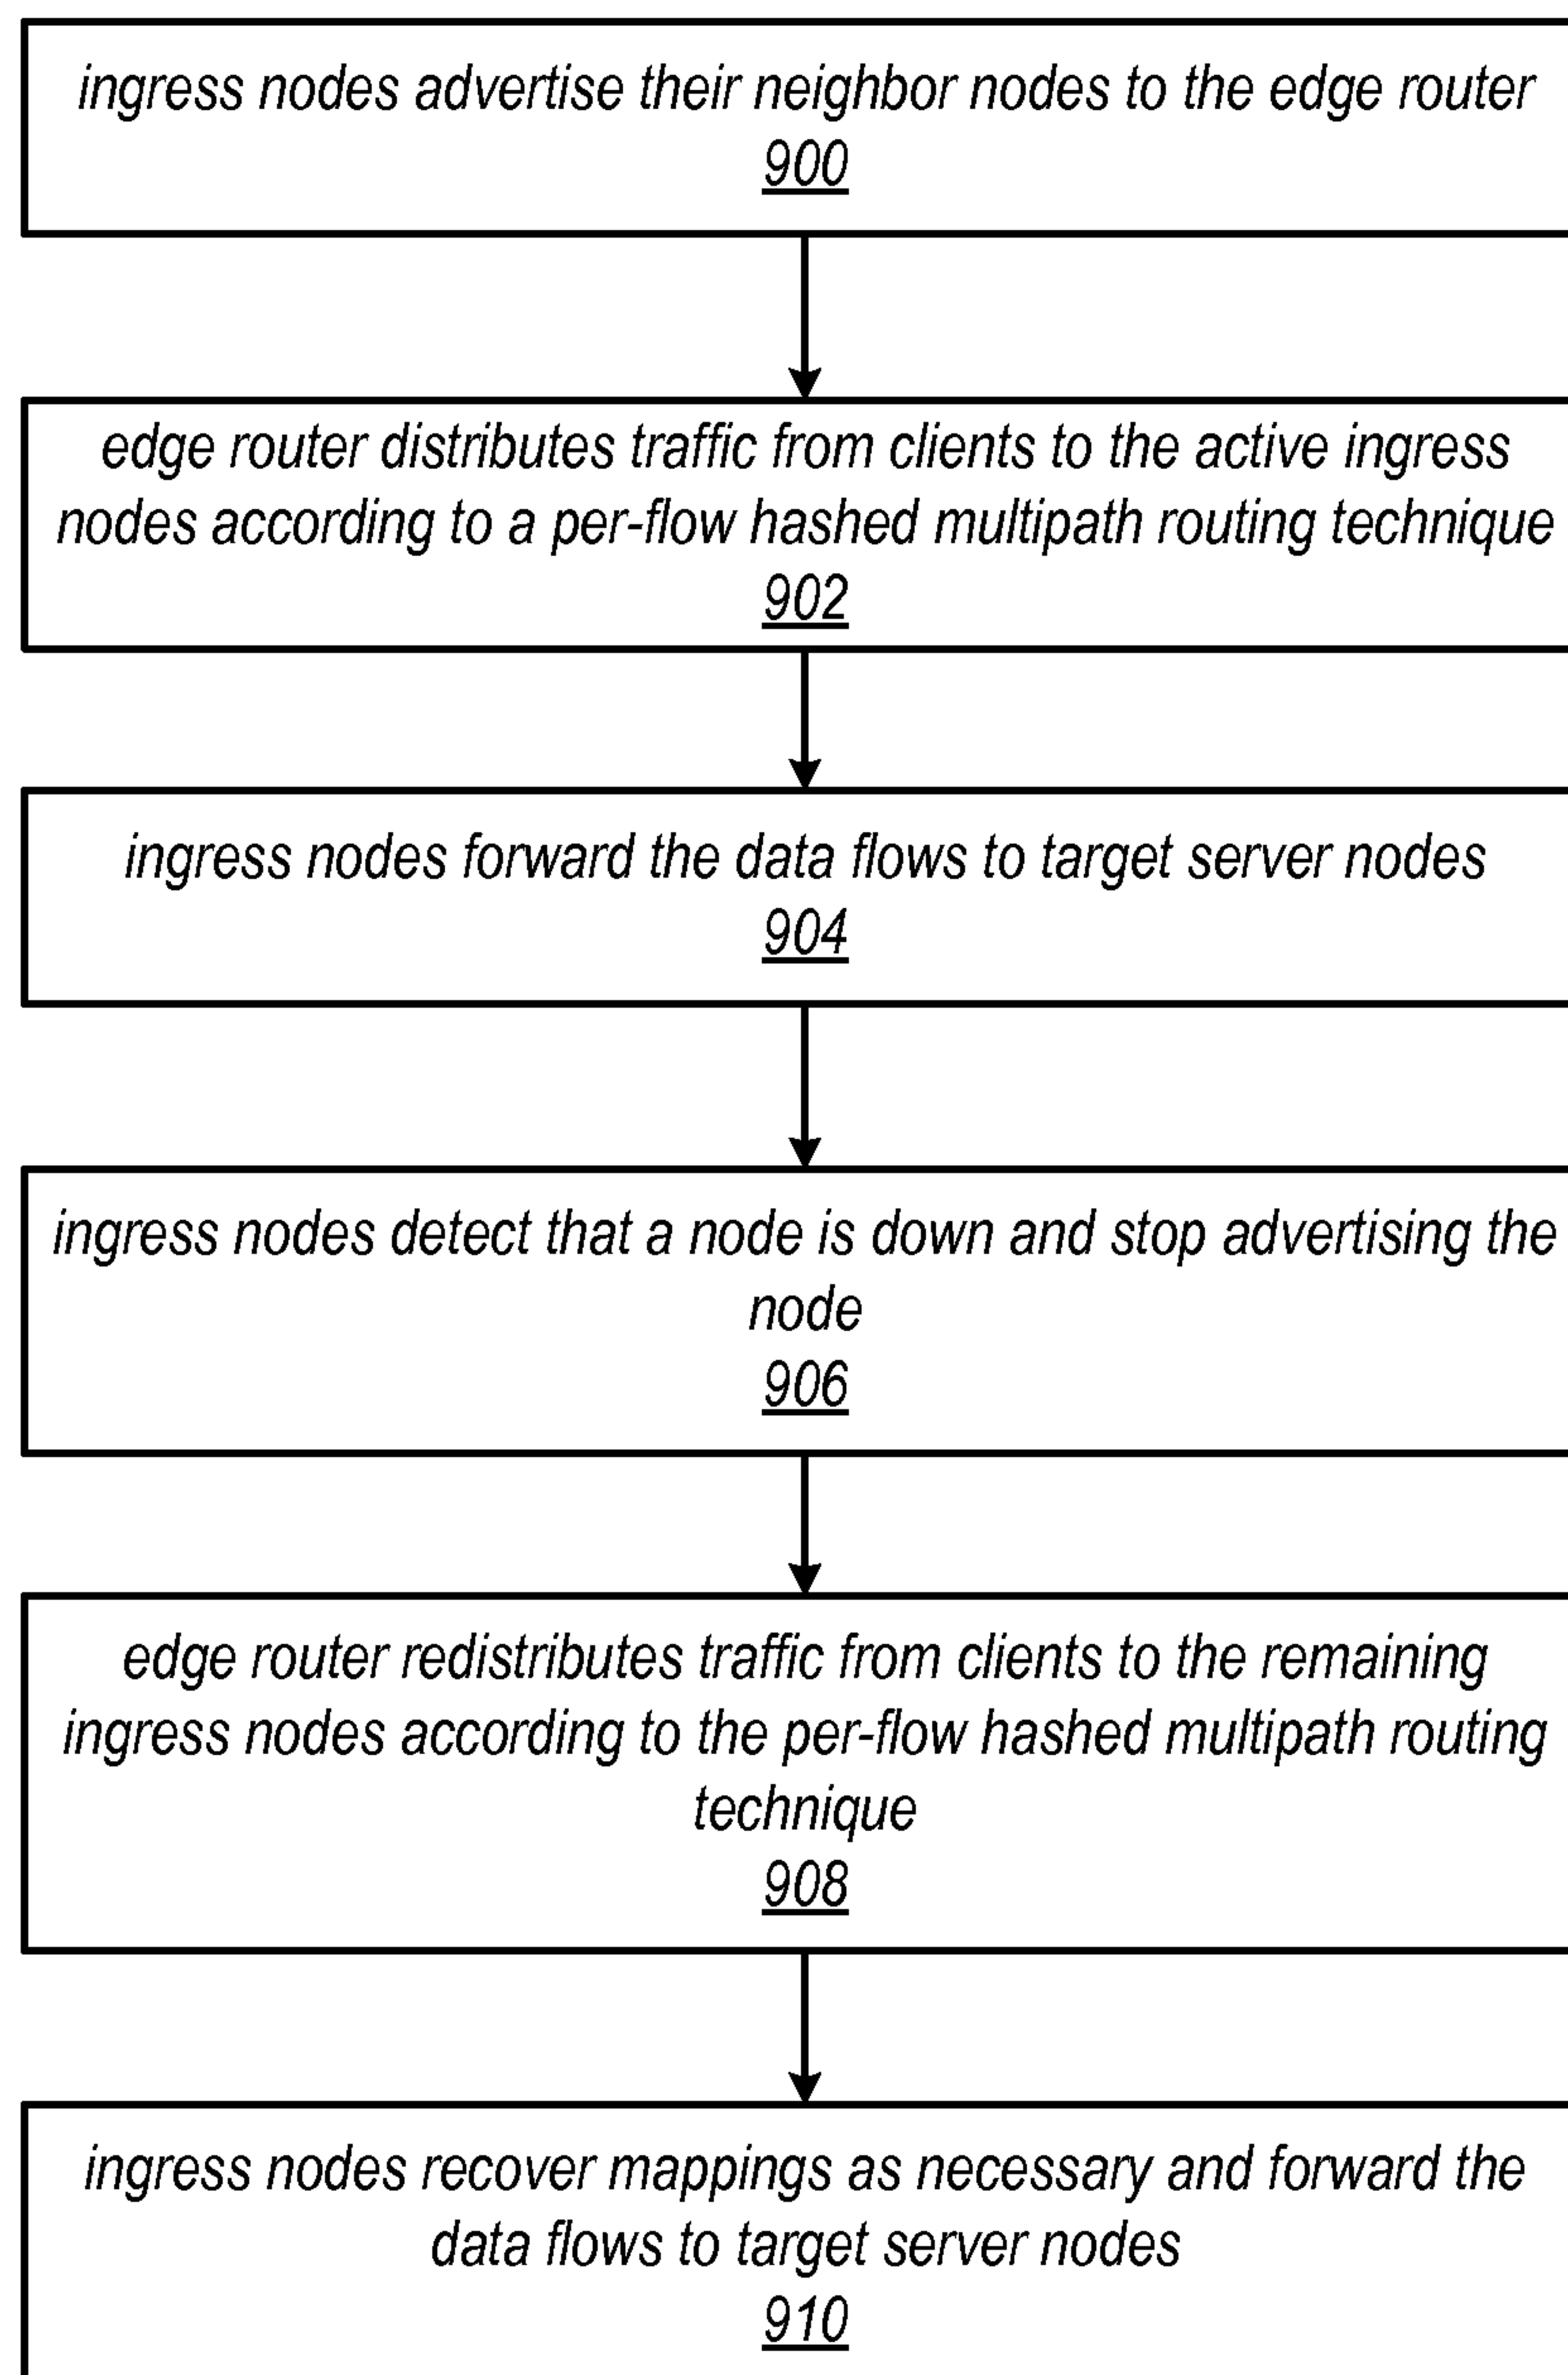 ingress nodes advertise their neighbor nodes to the edge router
900
edge router distributes traffic from clients to the active ingress
nodes according to a per-flow hashed multipath routing technique
902
ingress nodes forward the data flows to target server nodes
904
ingress nodes detect that a node is down and stop advertising the
node
906
edge router redistributes traffic from clients to the remaining
ingress nodes according to the per-flow hashed multipath routing
technique
908
ingress nodes recover mappings as necessary and forward the
data flows to target server nodes
910